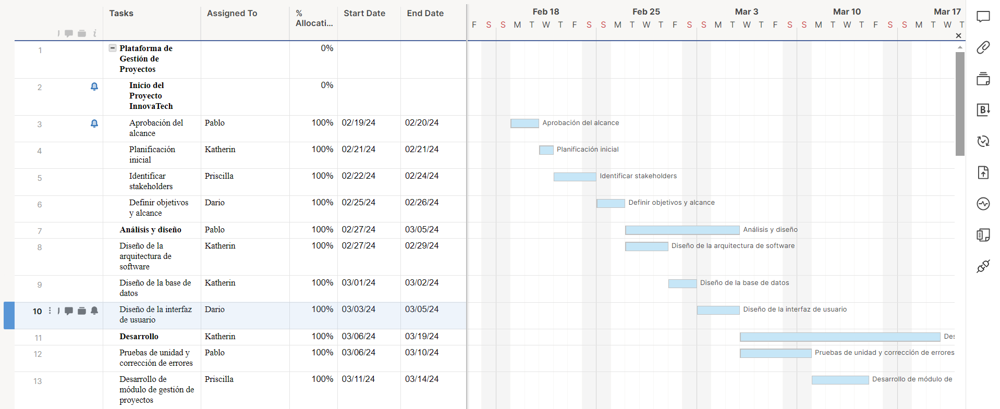 Tasks
Assigned To
%
Allocati...
Start Date
End Date
Feb 18
Feb 25
Mar 3
Mar 10
Mar 17
F S S M T W T F S S M T W T F S S M T W T F S S M T W T F S S M T W T
1
Plataforma de
Gestión de
Proyectos
0%
2
Inicio del
Proyecto
InnovaTech
0%
3
Aprobación del
alcance
Pablo
100%
02/19/24
02/20/24
Aprobación del alcance
4
Planificación
inicial
Katherin
100%
02/21/24
02/21/24
Planificación inicial
5
Identificar
stakeholders
Priscilla
100%
02/22/24
02/24/24
Identificar stakeholders
6
Definir objetivos
y alcance
Dario
100%
02/25/24
02/26/24
Definir objetivos y alcance
7
Análisis y diseño
Pablo
100%
02/27/24
03/05/24
Análisis y diseño
8
Diseño de la
arquitectura de
software
Katherin
100%
02/27/24
02/29/24
Diseño de la arquitectura de software
9
Diseño de la base de
datos
Katherin
100%
03/01/24
03/02/24
Diseño de la base de datos
10
Diseño de la interfaz
de usuario
Dario
100%
03/03/24
03/05/24
Diseño de la interfaz de usuario
11
Desarrollo
Katherin
100%
03/06/24
03/19/24
Des
12
Pruebas de unidad y
corrección de errores
Pablo
100%
03/06/24
03/10/24
Pruebas de unidad y corrección de errores
13
Desarrollo de
módulo de gestión de
proyectos
Priscilla
100%
03/11/24
03/14/24
Desarrollo de módulo de